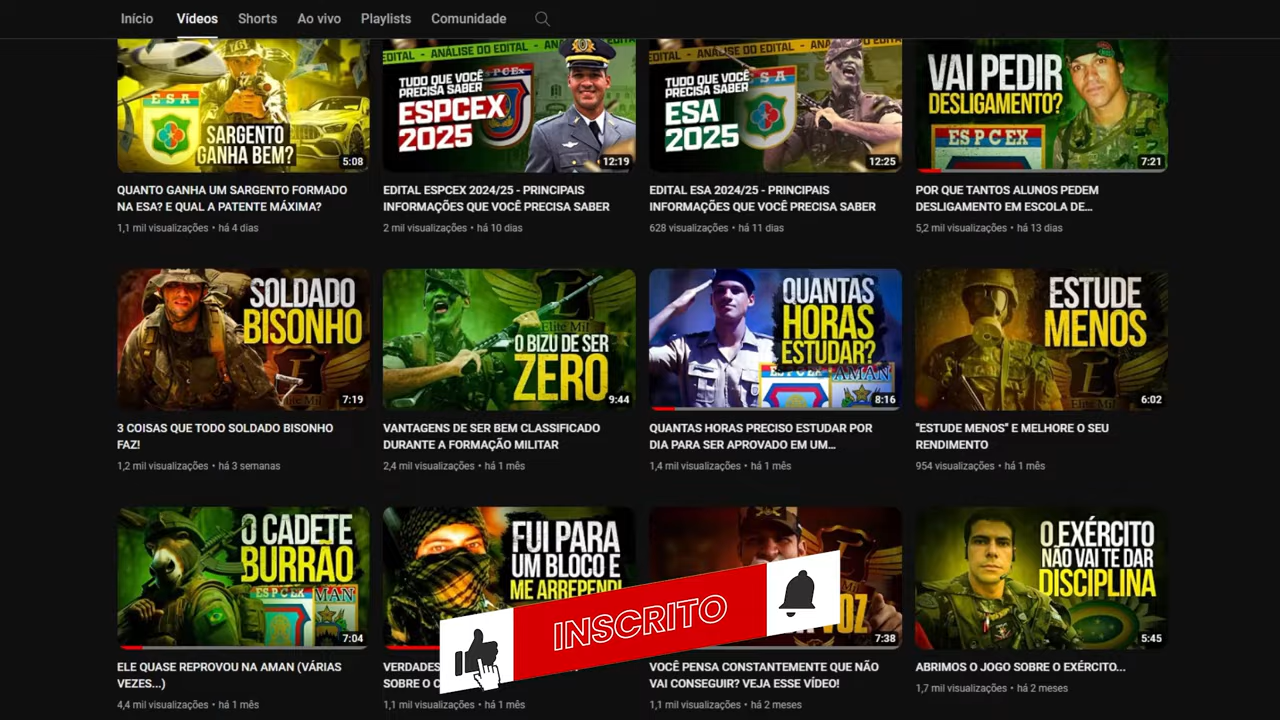 Início Vídeos Shorts Ao vivo Playlists Comunidade
ESA
SARGENTO
GANHA BEM?
5:08
EDITAL - ANÁLISE DO EDITAL - ANÁ
TUDO QUE VOCÊ
PRECISA SABER
ESPCEX
2025
12:19
TUDO QUE VOCÊ
PRECISA SABER
ESA
2025
12:25
VAI PEDIR
DESLIGAMENTO?
ESPCEX
7:21
QUANTO GANHA UM SARGENTO FORMADO
NA ESA? E QUAL A PATENTE MÁXIMA?
1,1 mil visualizações • há 4 dias
EDITAL ESPCEX 2024/25 - PRINCIPAIS
INFORMAÇÕES QUE VOCÊ PRECISA SABER
2 mil visualizações • há 10 dias
EDITAL ESA 2024/25 - PRINCIPAIS
INFORMAÇÕES QUE VOCÊ PRECISA SABER
628 visualizações • há 11 dias
POR QUE TANTOS ALUNOS PEDEM
DESLIGAMENTO EM ESCOLA DE...
5,2 mil visualizações • há 13 dias
SOLDADO
BISONHO
7:19
Elite Mil
O BIZU DE SER
ZERO
9:44
QUANTAS
HORAS
ESTUDAR?
ESPCEX AMAN
8:16
ESTUDE
MENOS
Elite Mil
6:02
3 COISAS QUE TODO SOLDADO BISONHO
FAZ!
1,2 mil visualizações • há 3 semanas
VANTAGENS DE SER BEM CLASSIFICADO
DURANTE A FORMAÇÃO MILITAR
2,4 mil visualizações • há 1 mês
QUANTAS HORAS PRECISO ESTUDAR POR
DIA PARA SER APROVADO EM UM...
1,4 mil visualizações • há 1 mês
"ESTUDE MENOS" E MELHORE O SEU
RENDIMENTO
954 visualizações • há 1 mês
O CADETE
BURRÃO
ESPCEX MAN
7:04
FUI PARA
UM BLOCO E
ME ARREPENDI
INSCRITO
VOZ
7:38
O EXÉRCITO
NÃO VAI TE DAR
DISCIPLINA
5:45
ELE QUASE REPROVOU NA AMAN (VÁRIAS
VEZES...)
4,4 mil visualizações • há 1 mês
VERDADES
SOBRE O C
1,1 mil visualizações • há 1 mês
VOCÊ PENSA CONSTANTEMENTE QUE NÃO
VAI CONSEGUIR? VEJA ESSE VÍDEO!
1,1 mil visualizações • há 2 meses
ABRIMOS O JOGO SOBRE O EXÉRCITO...
1,7 mil visualizações • há 2 meses